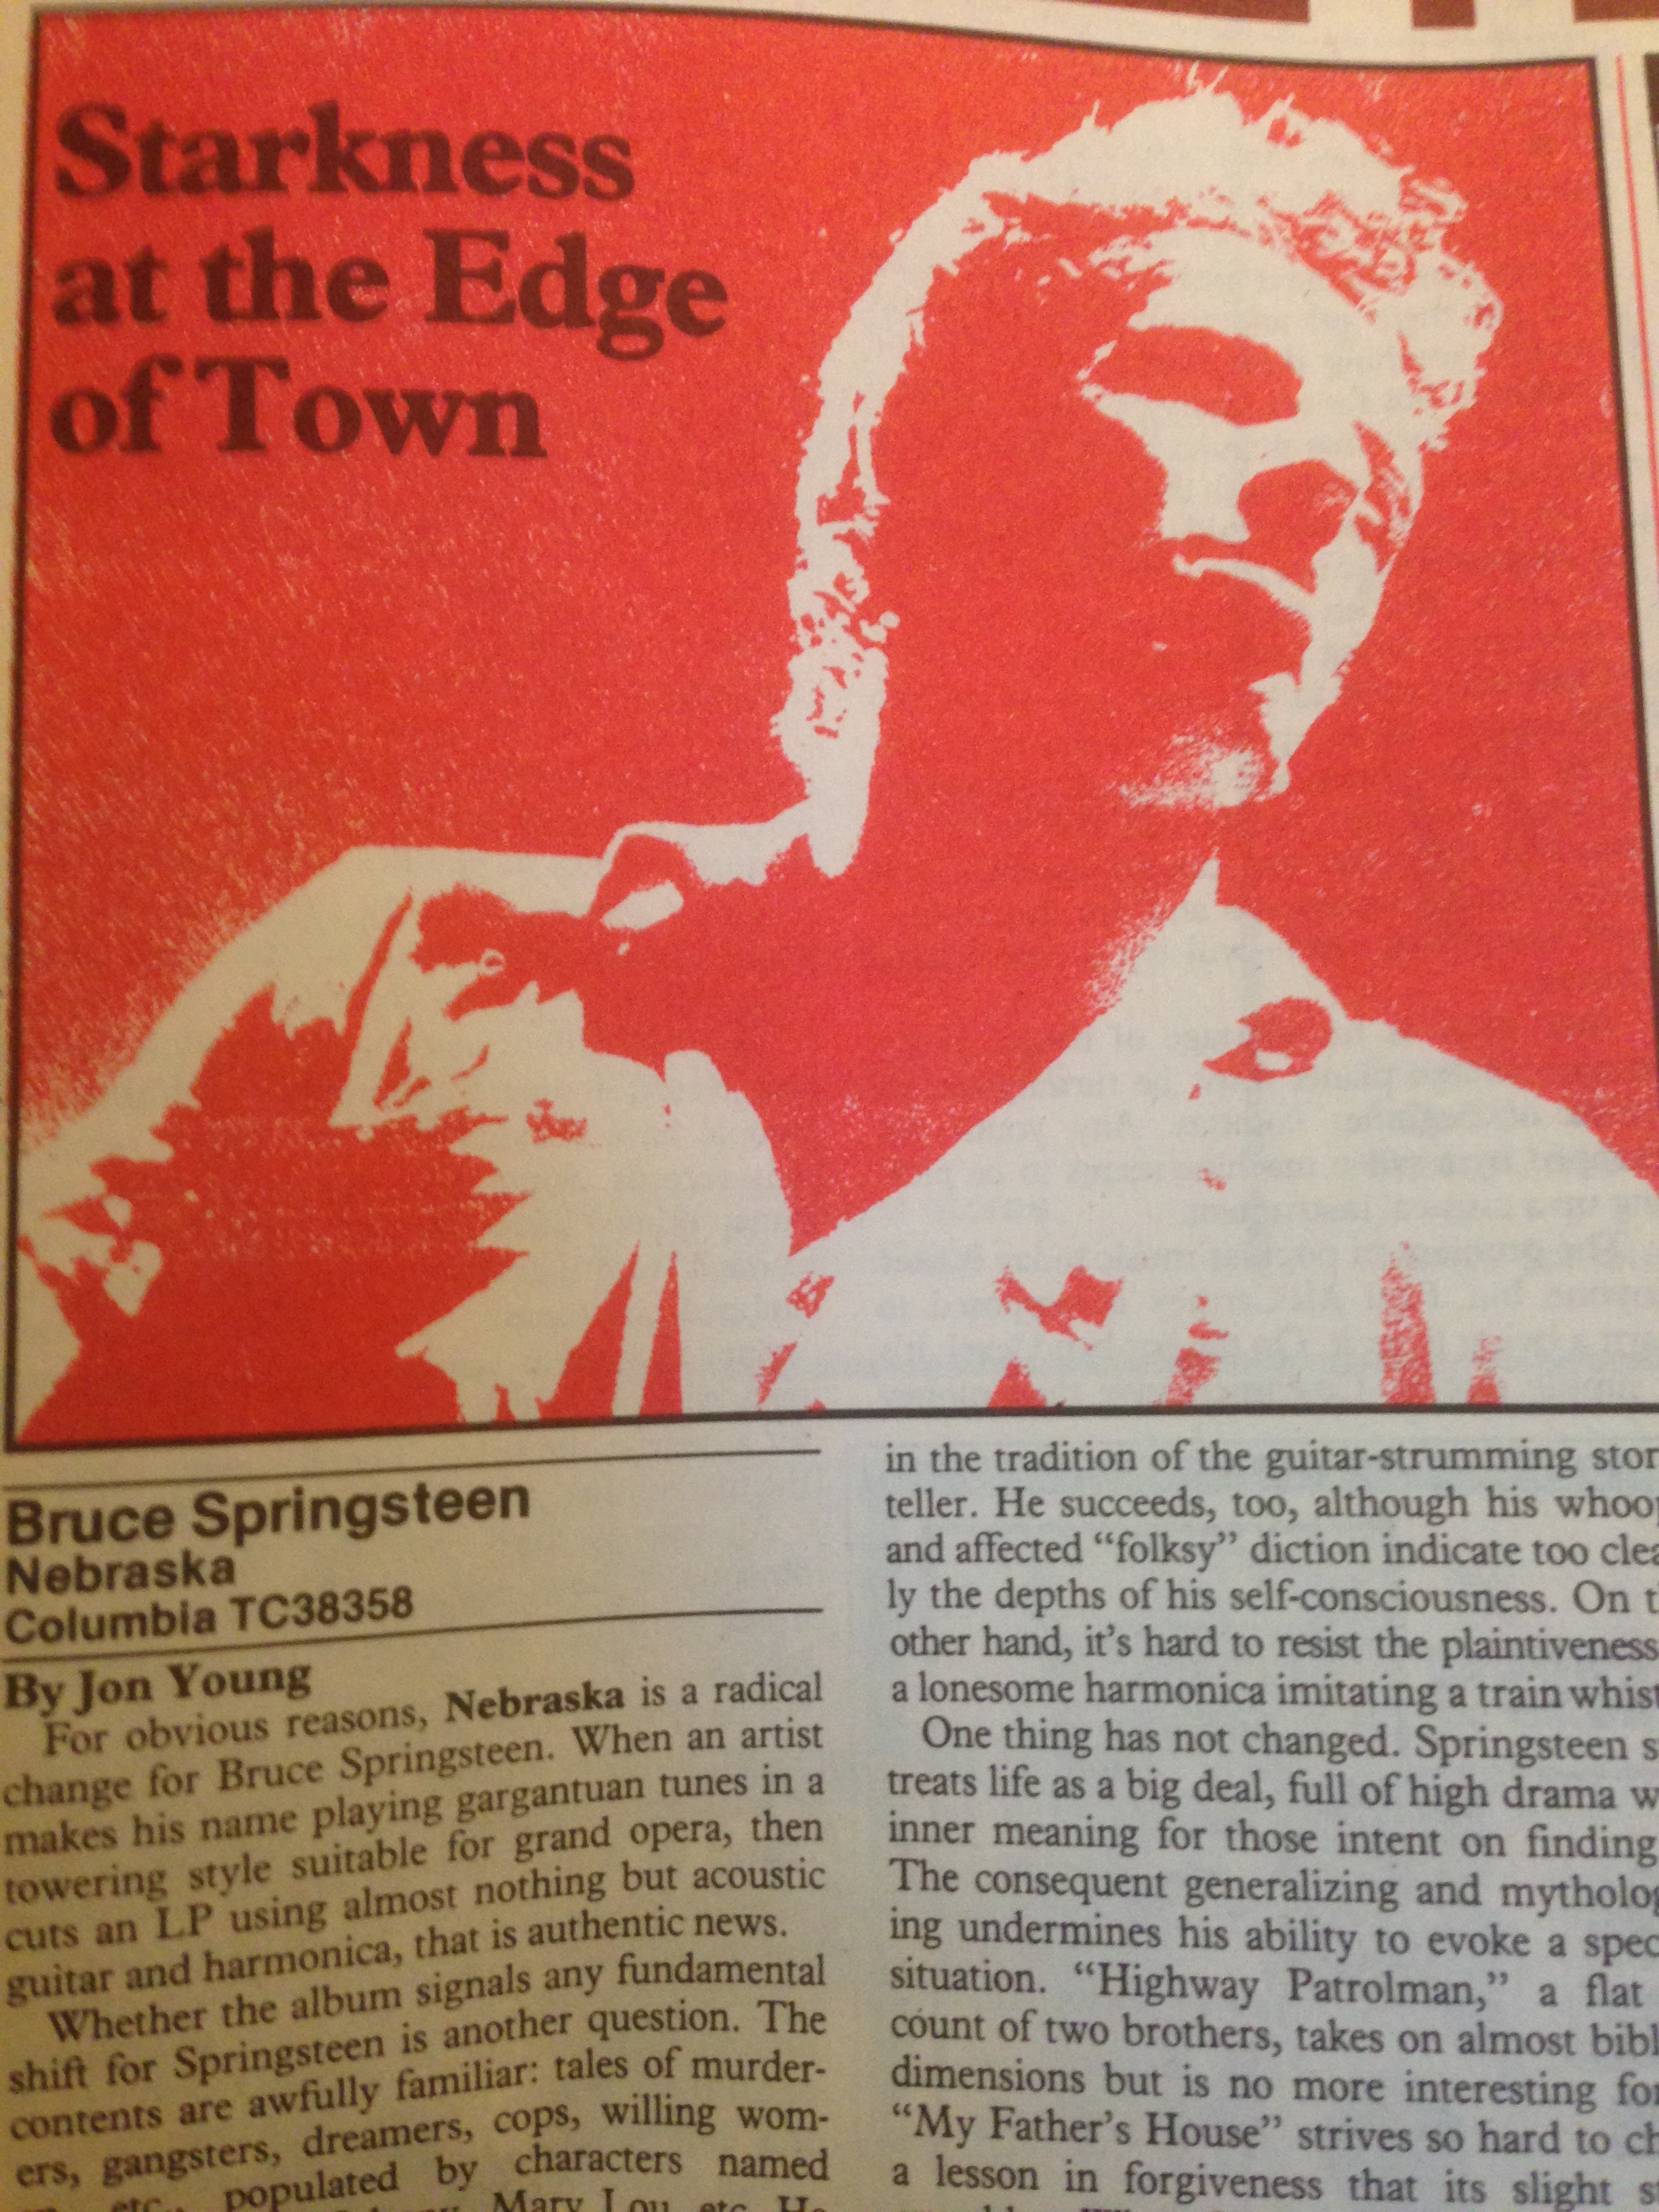 Starkness
at the Edge
of Town
Bruce Springsteen
Nebraska
Columbia TC38358
By Jon Young
For obvious reasons, Nebraska is a radical
change for Bruce Springsteen. When an artist
makes his name playing gargantuan tunes in a
towering style suitable for grand opera, then
cuts an LP using almost nothing but acoustic
guitar and harmonica, that is authentic news.
Whether the album signals any fundamental
shift for Springsteen is another question. The
contents are awfully familiar: tales of murder-
ers, gangsters, dreamers, cops, willing wom-
etc., populated by characters named
Mary Lou, etc. He
in the tradition of the guitar-strumming
teller. He succeeds, too, although his
and affected “folksy” diction indicate too
ly the depths of his self-consciousness. On
other hand, it’s hard to resist the plaintiveness
a lonesome harmonica imitating a train
One thing has not changed. Springsteen
treats life as a big deal, full of high drama
inner meaning for those intent on finding
The consequent generalizing and
ing undermines his ability to evoke a
situation. “Highway Patrolman,” a flat
count of two brothers, takes on almost
dimensions but is no more interesting
“My Father’s House” strives so hard to
a lesson in forgiveness that its slight